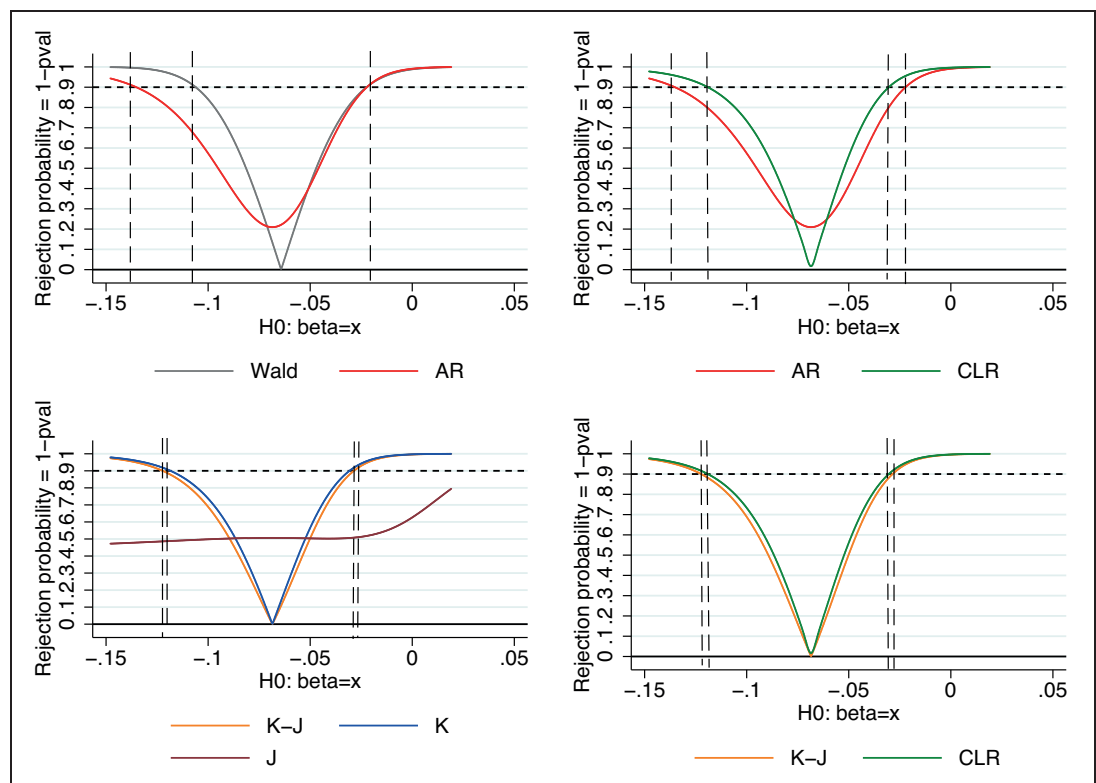 Rejection probability = 1−pval
0 .1 .2 .3 .4 .5 .6 .7 .8 .9 1
−.15 −.1 −.05 0 .05
H0: beta=x
Wald AR
Rejection probability = 1−pval
0 .1 .2 .3 .4 .5 .6 .7 .8 .9 1
−.15 −.1 −.05 0 .05
H0: beta=x
AR CLR
Rejection probability = 1−pval
0 .1 .2 .3 .4 .5 .6 .7 .8 .9 1
−.15 −.1 −.05 0 .05
H0: beta=x
K−J K
J
Rejection probability = 1−pval
0 .1 .2 .3 .4 .5 .6 .7 .8 .9 1
−.15 −.1 −.05 0 .05
H0: beta=x
K−J CLR